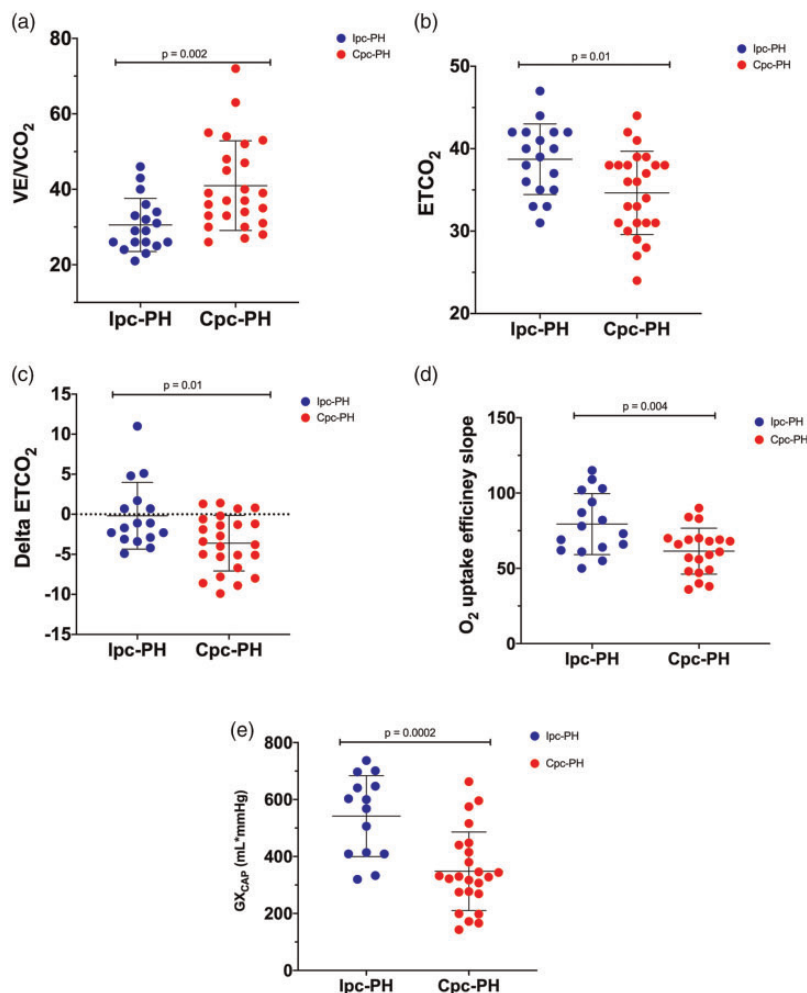 (a)
p = 0.002
Ipc-PH
Cpc-PH
VE/VCO2
80
60
40
20
Ipc-PH Cpc-PH
(b)
p = 0.01
Ipc-PH
Cpc-PH
ETCO2
50
40
30
20
Ipc-PH Cpc-PH
(c)
p = 0.01
Ipc-PH
Cpc-PH
Delta ETCO2
15
10
5
0
-5
-10
-15
Ipc-PH Cpc-PH
(d)
p = 0.004
Ipc-PH
Cpc-PH
O2 uptake efficiney slope
150
100
50
0
Ipc-PH Cpc-PH
(e)
p = 0.0002
Ipc-PH
Cpc-PH
GXCAP (mL*mmHg)
800
600
400
200
0
Ipc-PH Cpc-PH